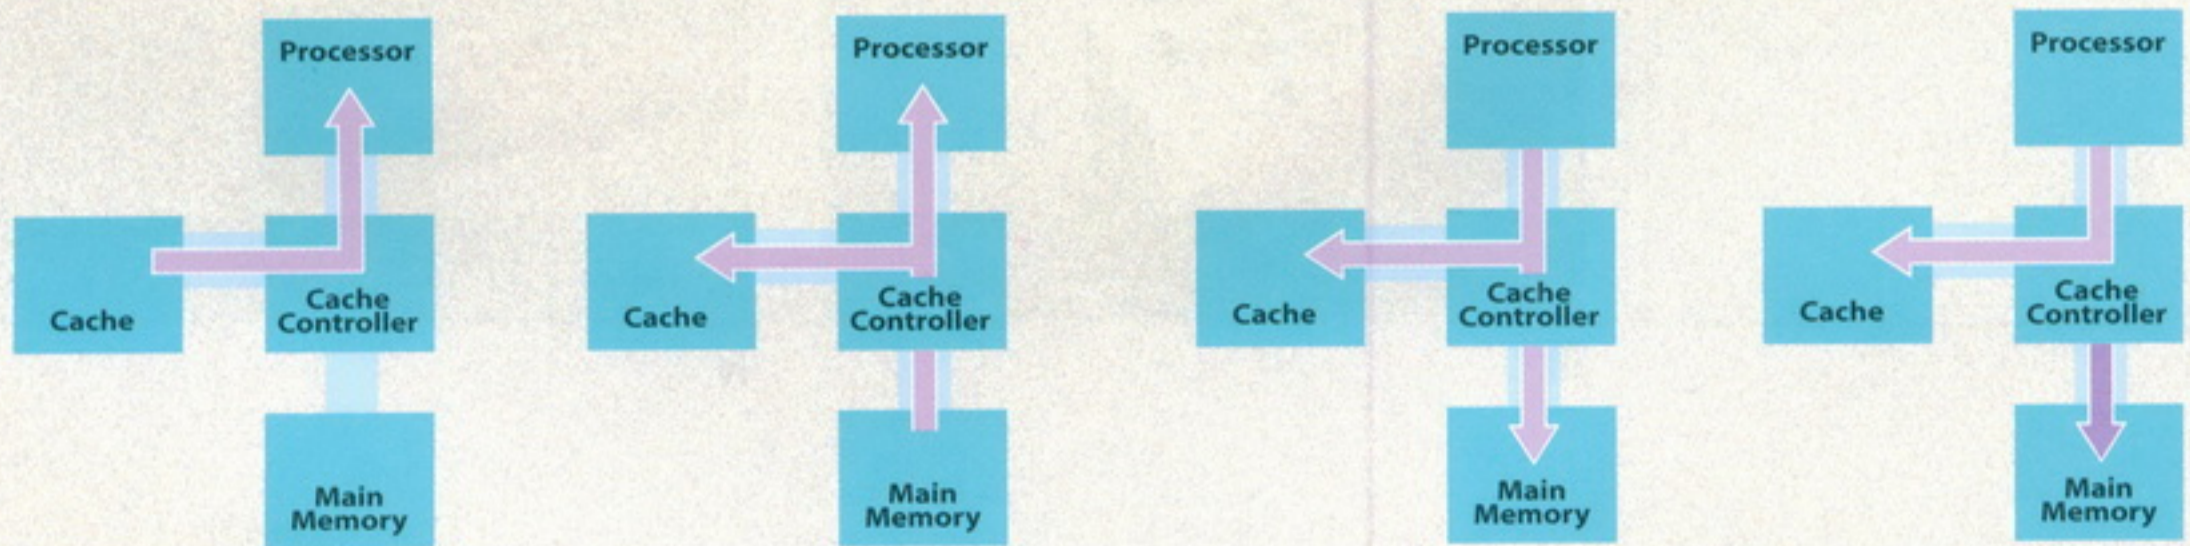 Processor
Cache
Cache
Controller
Main
Memory
Processor
Cache
Cache
Controller
Main
Memory
Processor
Cache
Cache
Controller
Main
Memory
Processor
Cache
Cache
Controller
Main
Memory